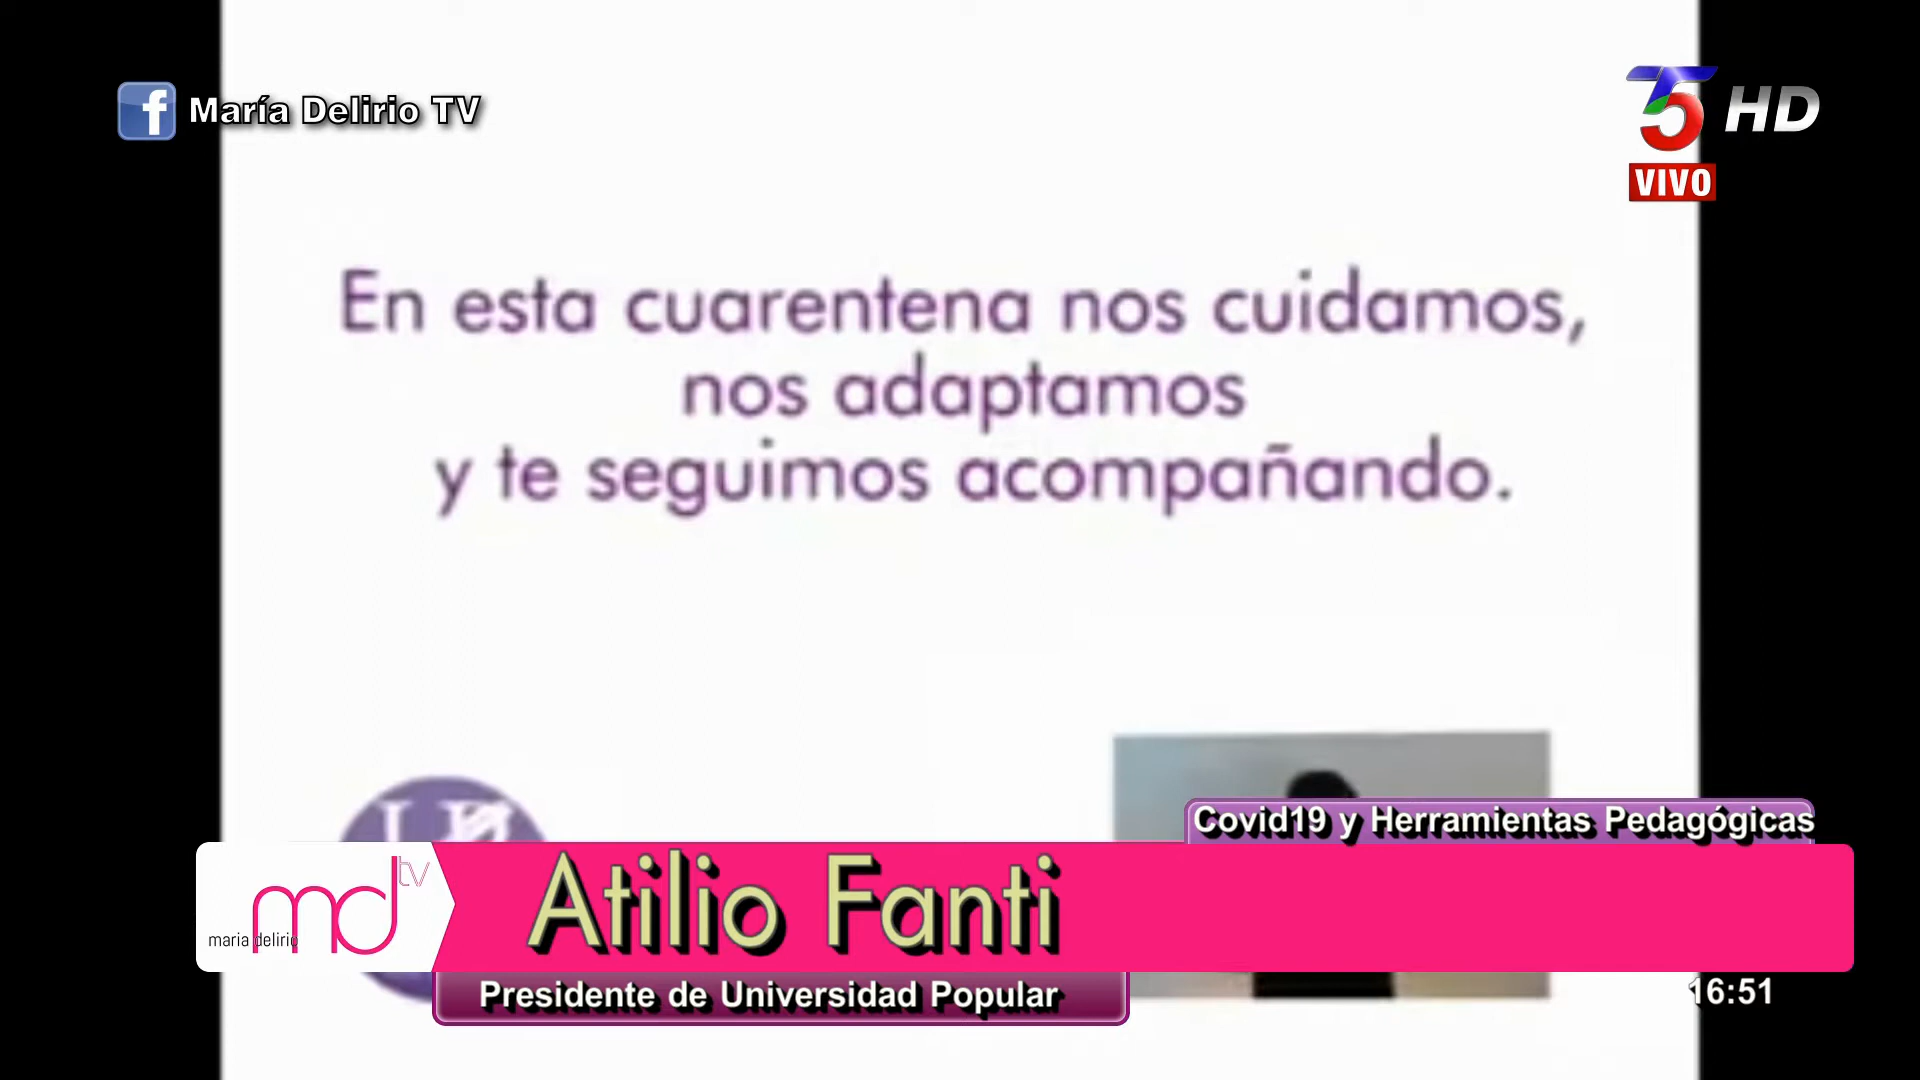 María Delirio TV
T5 HD
VIVO
En esta cuarentena nos cuidamos,
nos adaptamos
y te seguimos acompañando.
Covid19 y Herramientas Pedagógicas
md tv
maria delirio
Atilio Fanti
Presidente de Universidad Popular
16:51